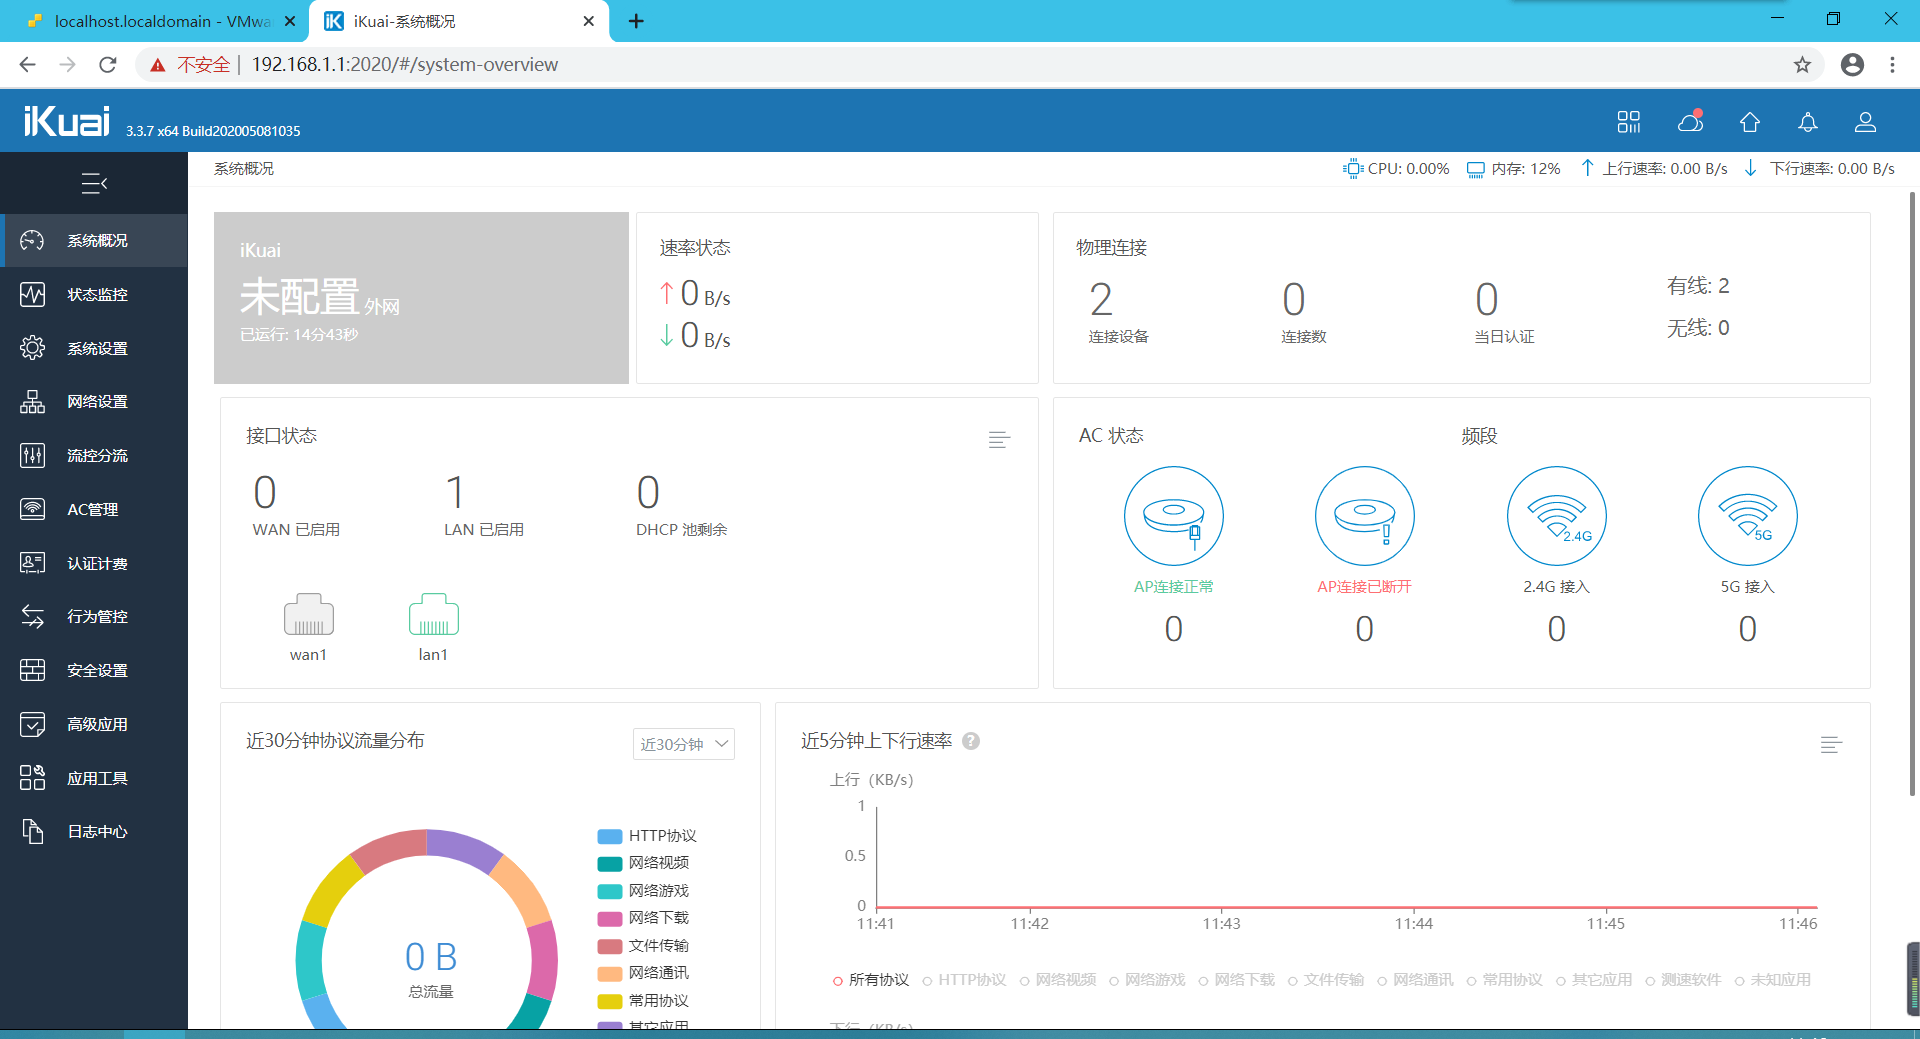 localhost.localdomain - VMwa
iKuai-系统概况
不安全 | 192.168.1.1:2020/#/system-overview
iKuai 3.3.7 x64 Build202005081035
系统概况
CPU: 0.00% 内存: 12% 上行速率: 0.00 B/s 下行速率: 0.00 B/s
系统概况
状态监控
系统设置
网络设置
流控分流
AC管理
认证计费
行为管控
安全设置
高级应用
应用工具
日志中心
iKuai
未配置 外网
已运行: 14分43秒
速率状态
0 B/s
0 B/s
物理连接
2 0 0
连接设备 连接数 当日认证
有线: 2
无线: 0
接口状态
0 1 0
WAN 已启用 LAN 已启用 DHCP 池剩余
wan1 lan1
AC 状态 频段
2.4G 5G
AP连接正常 AP连接已断开 2.4G 接入 5G 接入
0 0 0 0
近30分钟协议流量分布
近30分钟
0 B
总流量
HTTP协议
网络视频
网络游戏
网络下载
文件传输
网络通讯
常用协议
其它应用
近5分钟上下行速率 ?
上行 (KB/s)
1
0.5
0
11:41 11:42 11:43 11:44 11:45 11:46
所有协议 HTTP协议 网络视频 网络游戏 网络下载 文件传输 网络通讯 常用协议 其它应用 测速软件 未知应用
下行 (KB/s)